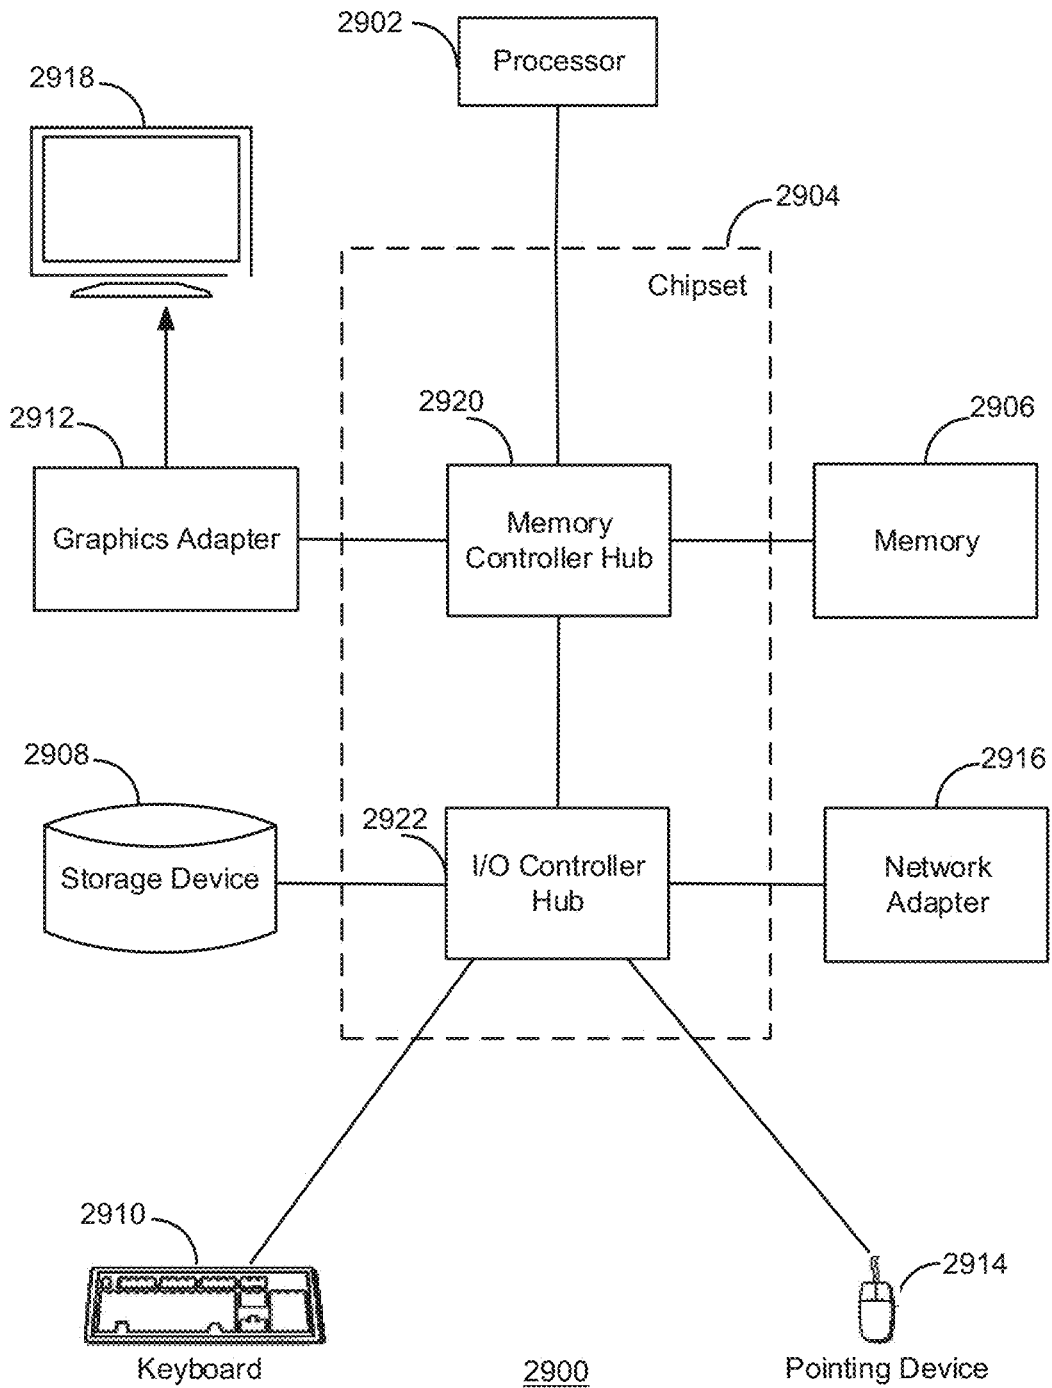 2902
Processor
2918
2904
Chipset
2912
2920
2906
Graphics Adapter
Memory
Controller Hub
Memory
2908
2922
2916
Storage Device
I/O Controller
Hub
Network
Adapter
2910
2914
Keyboard
2900
Pointing Device